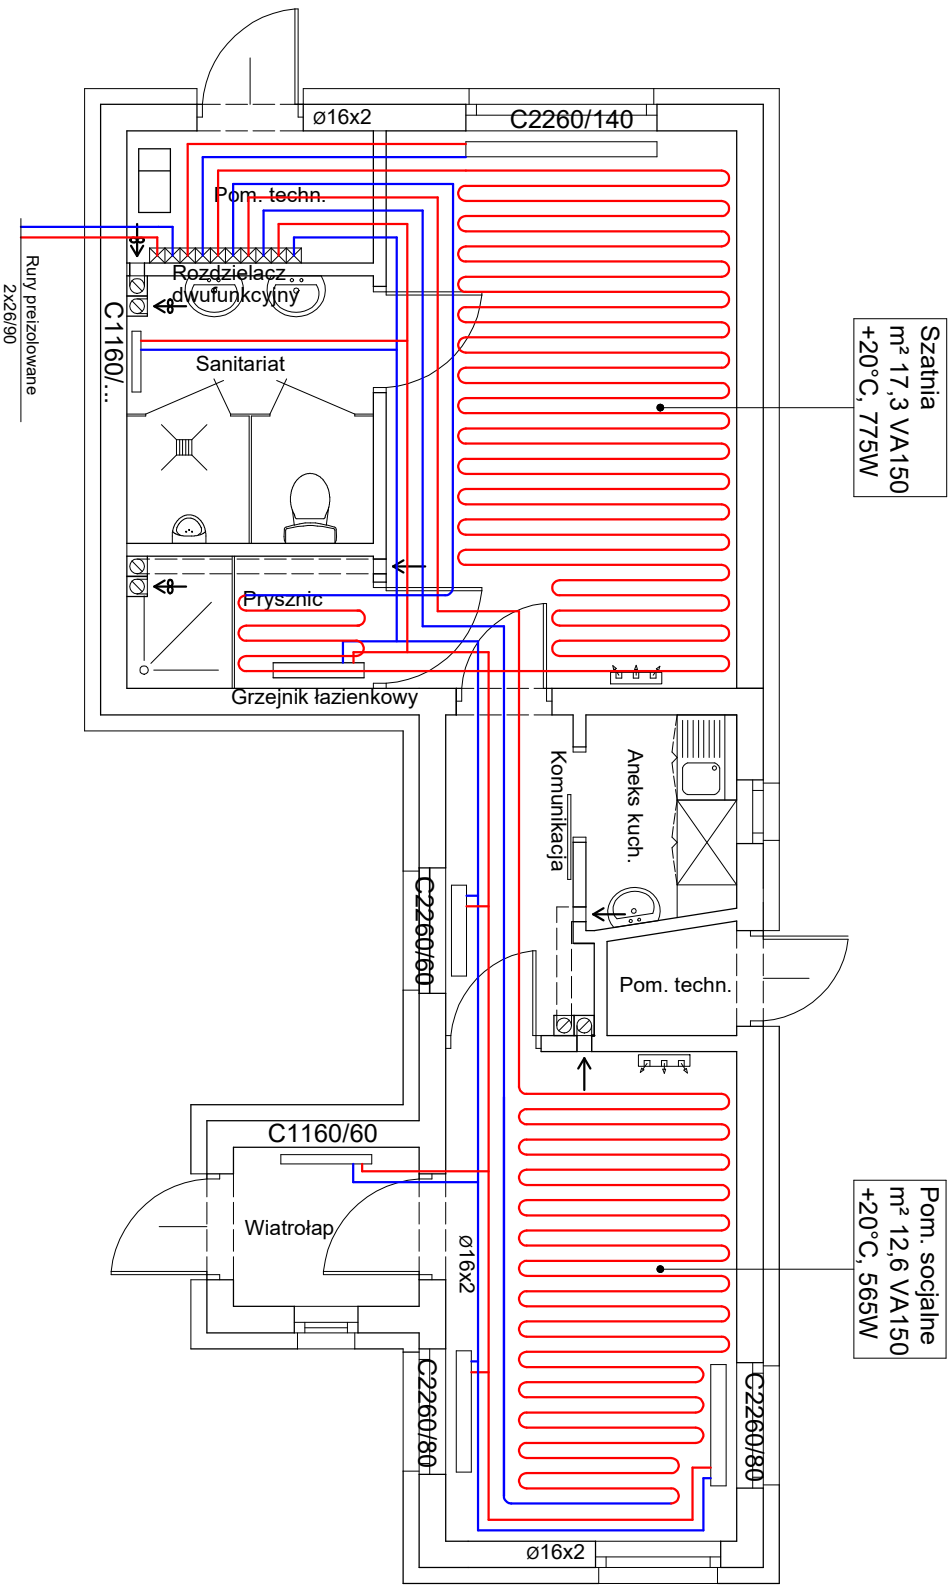 Ø16x2
C2260/140
Pom. techn.
Rozdzielacz
dwufunkcyjny
Rury preizolowane
2x26/90
C1160/...
Sanitariat
Szatnia
m² 17,3 VA150
+20°C, 775W
Prysznic
Grzejnik łazienkowy
Komunikacja
Aneks kuch.
C2260/60
Pom. techn.
C1160/60
Wiatrołap
Ø16x2
Pom. socjalne
m² 12,6 VA150
+20°C, 565W
C2260/80
C2260/80
Ø16x2